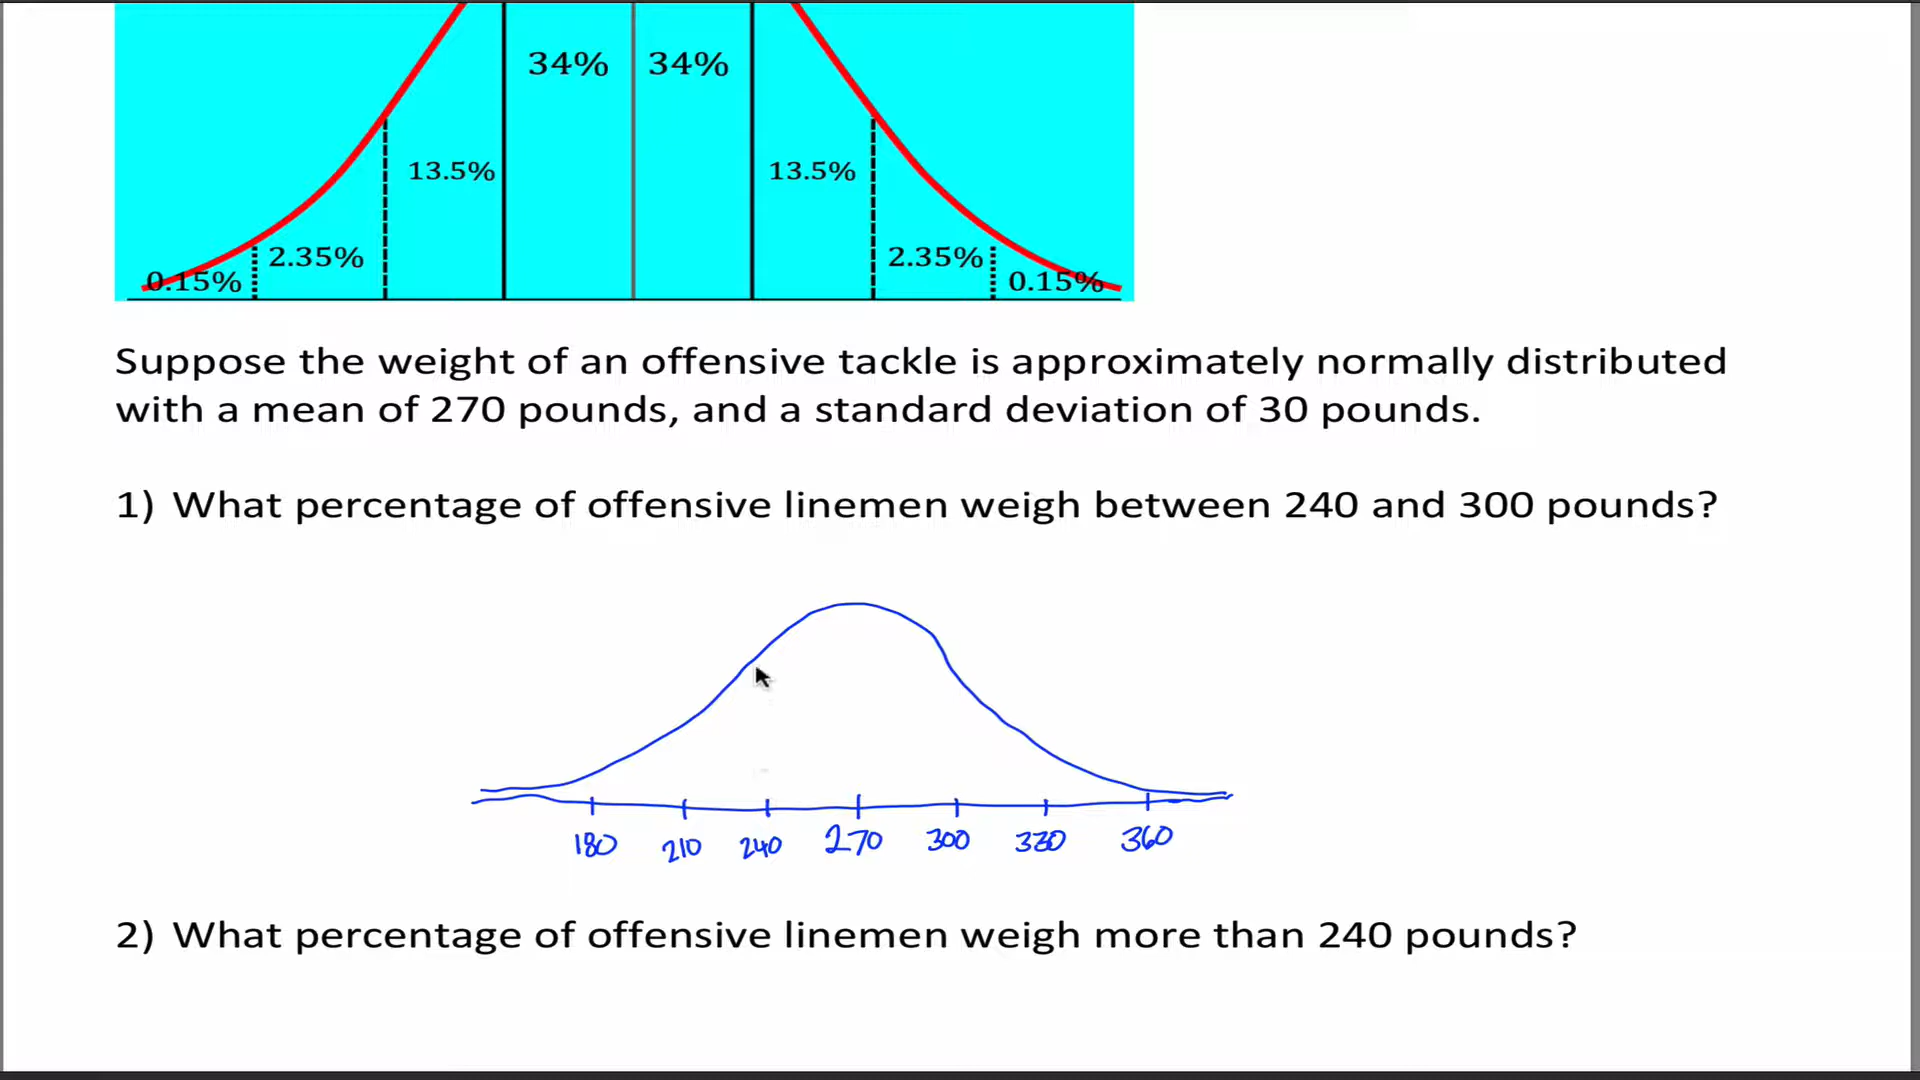 34% 34%
13.5% 13.5%
2.35% 2.35%
0.15% 0.15%
Suppose the weight of an offensive tackle is approximately normally distributed
with a mean of 270 pounds, and a standard deviation of 30 pounds.
1) What percentage of offensive linemen weigh between 240 and 300 pounds?
180 210 240 270 300 330 360
2) What percentage of offensive linemen weigh more than 240 pounds?